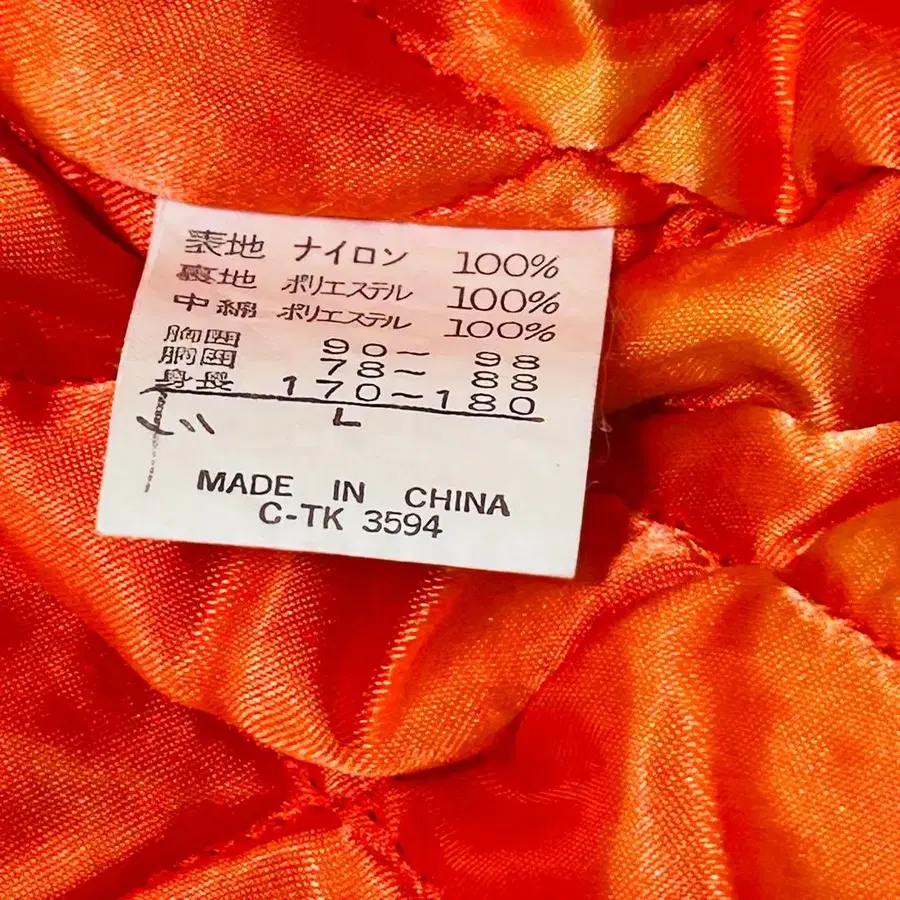 表地 ナイロン 100%
裏地 ポリエステル 100%
中綿 ポリエステル 100%
胸囲 90～98
胴囲 78～88
身長 170～180
L
MADE IN CHINA
C-TK 3594